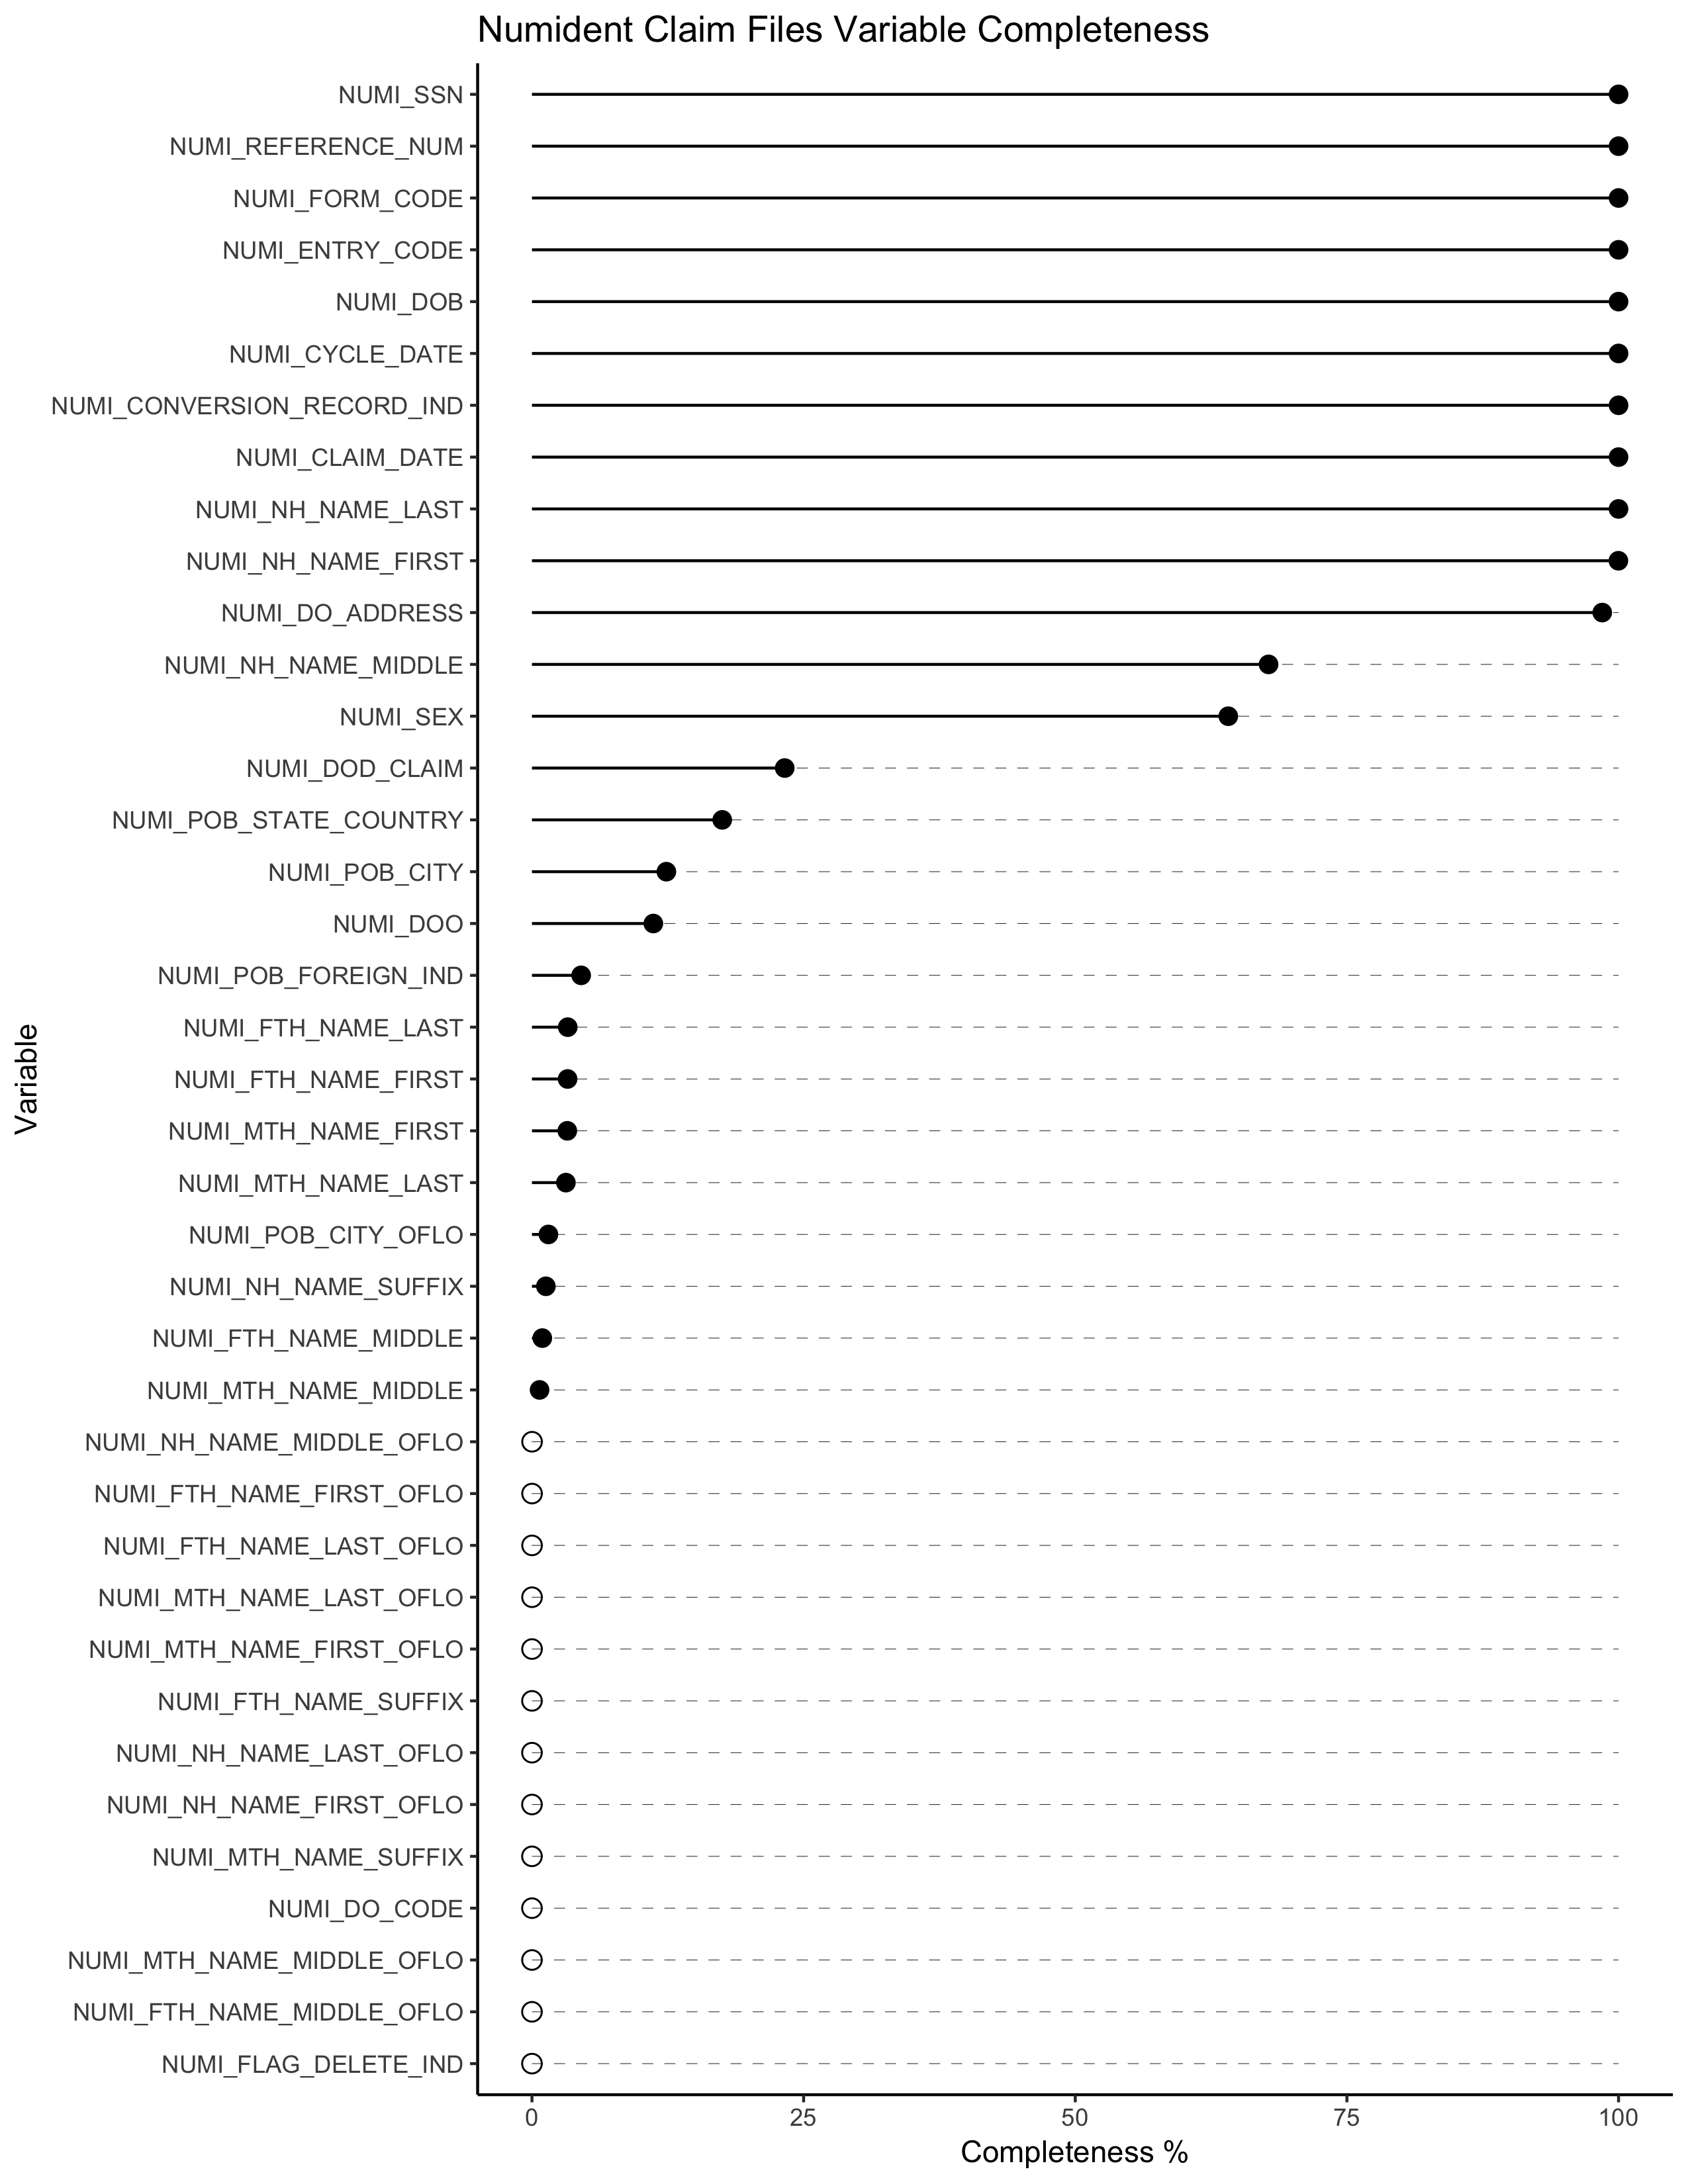 Numident Claim Files Variable Completeness
NUMI_SSN
NUMI_REFERENCE_NUM
NUMI_FORM_CODE
NUMI_ENTRY_CODE
NUMI_DOB
NUMI_CYCLE_DATE
NUMI_CONVERSION_RECORD_IND
NUMI_CLAIM_DATE
NUMI_NH_NAME_LAST
NUMI_NH_NAME_FIRST
NUMI_DO_ADDRESS
NUMI_NH_NAME_MIDDLE
NUMI_SEX
NUMI_DOD_CLAIM
NUMI_POB_STATE_COUNTRY
NUMI_POB_CITY
NUMI_DOO
NUMI_POB_FOREIGN_IND
NUMI_FTH_NAME_LAST
NUMI_FTH_NAME_FIRST
NUMI_MTH_NAME_FIRST
NUMI_MTH_NAME_LAST
NUMI_POB_CITY_OFLO
NUMI_NH_NAME_SUFFIX
NUMI_FTH_NAME_MIDDLE
NUMI_MTH_NAME_MIDDLE
NUMI_NH_NAME_MIDDLE_OFLO
NUMI_FTH_NAME_FIRST_OFLO
NUMI_FTH_NAME_LAST_OFLO
NUMI_MTH_NAME_LAST_OFLO
NUMI_MTH_NAME_FIRST_OFLO
NUMI_FTH_NAME_SUFFIX
NUMI_NH_NAME_LAST_OFLO
NUMI_NH_NAME_FIRST_OFLO
NUMI_MTH_NAME_SUFFIX
NUMI_DO_CODE
NUMI_MTH_NAME_MIDDLE_OFLO
NUMI_FTH_NAME_MIDDLE_OFLO
NUMI_FLAG_DELETE_IND
Variable
0 25 50 75 100
Completeness %